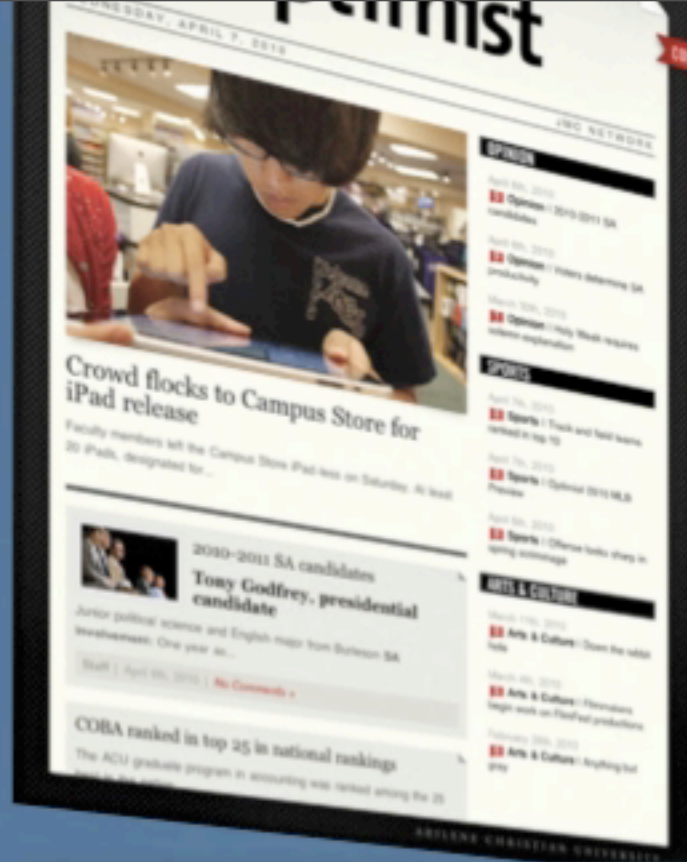 WEDNESDAY, APRIL 7, 2010
JMC NETWORK
Crowd flocks to Campus Store for
iPad release
Faculty members left the Campus Store iPad-less on Saturday. At least
20 iPads, designated for...
2010-2011 SA candidates
Tony Godfrey, presidential
candidate
Junior political science and English major from Burleson SA
Involvement: One year as...
Staff | April 6th, 2010 | No Comments »
COBA ranked in top 25 in national rankings
The ACU graduate program in accounting was ranked among the 25
OPINION
April 6th, 2010
Opinion | 2010-2011 SA
candidates
April 6th, 2010
Opinion | Voters determine SA
productivity
March 30th, 2010
Opinion | Holy Week requires
solemn explanation
SPORTS
April 7th, 2010
Sports | Track and field teams
ranked in top 10
April 7th, 2010
Sports | Optimist 2010 MLB
Preview
April 6th, 2010
Sports | Offense looks sharp in
spring scrimmage
ARTS & CULTURE
March 11th, 2010
Arts & Culture | Down the rabbit
hole
March 4th, 2010
Arts & Culture | Filmmakers
begin work on FilmFest productions
Arts & Culture | Anything but
gray
ABILENE CHRISTIAN UNIVERSITY